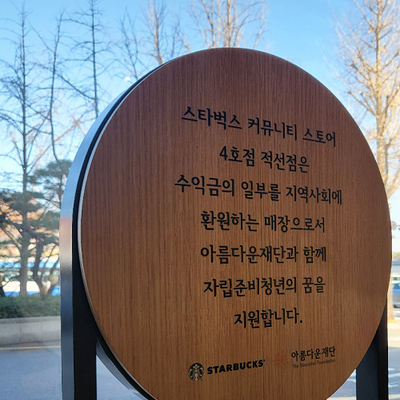 스타벅스 커뮤니티 스토어
4호점 적선점은
수익금의 일부를 지역사회에
환원하는 매장으로서
아름다운재단과 함께
자립준비청년의 꿈을
지원합니다.
STARBUCKS® 아름다운재단
The Beautiful Foundation